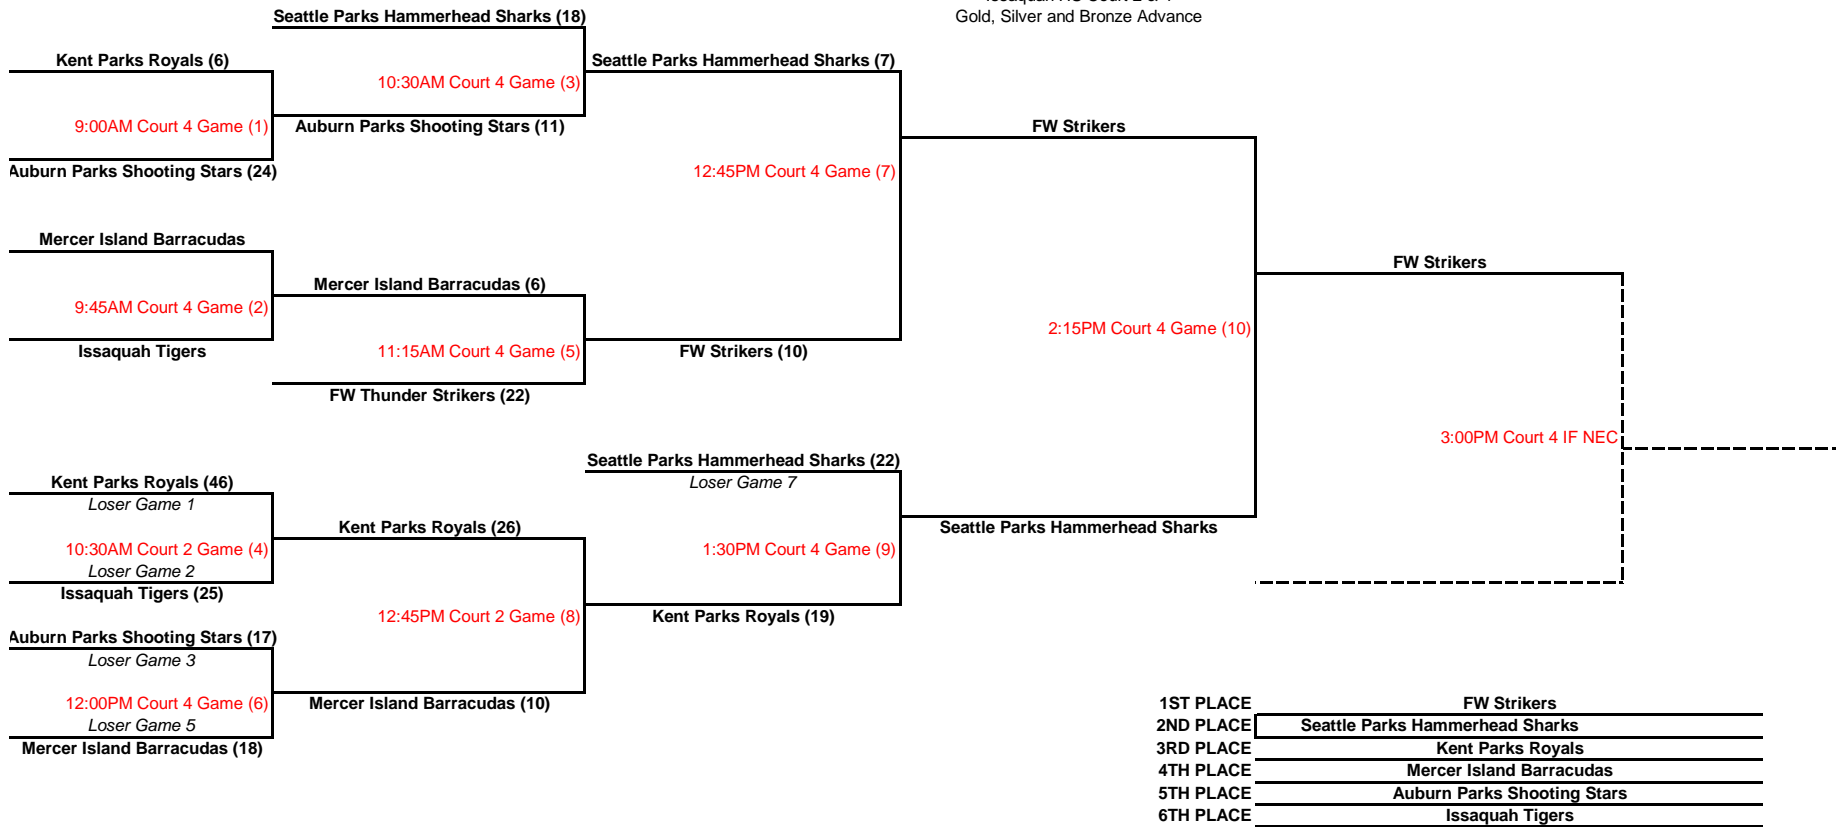 Gold, Silver and Bronze Advance
Seattle Parks Hammerhead Sharks (18)
Kent Parks Royals (6)
Seattle Parks Hammerhead Sharks (7)
10:30AM Court 4 Game (3)
9:00AM Court 4 Game (1)
Auburn Parks Shooting Stars (11)
FW Strikers
Auburn Parks Shooting Stars (24)
12:45PM Court 4 Game (7)
Mercer Island Barracudas
FW Strikers
Mercer Island Barracudas (6)
9:45AM Court 4 Game (2)
2:15PM Court 4 Game (10)
Issaquah Tigers
11:15AM Court 4 Game (5)
FW Strikers (10)
FW Thunder Strikers (22)
3:00PM Court 4 IF NEC
Seattle Parks Hammerhead Sharks (22)
Loser Game 7
Kent Parks Royals (46)
Loser Game 1
Kent Parks Royals (26)
Seattle Parks Hammerhead Sharks
10:30AM Court 2 Game (4)
1:30PM Court 4 Game (9)
Loser Game 2
Issaquah Tigers (25)
12:45PM Court 2 Game (8)
Kent Parks Royals (19)
Auburn Parks Shooting Stars (17)
Loser Game 3
12:00PM Court 4 Game (6)
Mercer Island Barracudas (10)
Loser Game 5
Mercer Island Barracudas (18)
1ST PLACE FW Strikers
2ND PLACE Seattle Parks Hammerhead Sharks
3RD PLACE Kent Parks Royals
4TH PLACE Mercer Island Barracudas
5TH PLACE Auburn Parks Shooting Stars
6TH PLACE Issaquah Tigers